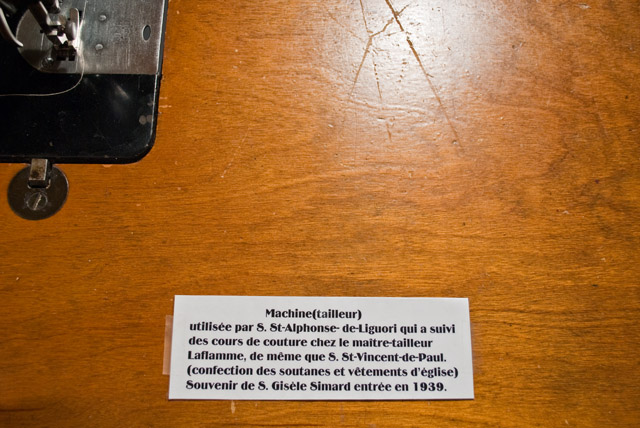 Machine(tailleur)
utilisée par S. St-Alphonse- de-Liguori qui a suivi
des cours de couture chez le maître-tailleur
Laflamme, de même que S. St-Vincent-de-Paul.
(confection des soutanes et vêtements d'église)
Souvenir de S. Gisèle Simard entrée en 1939.